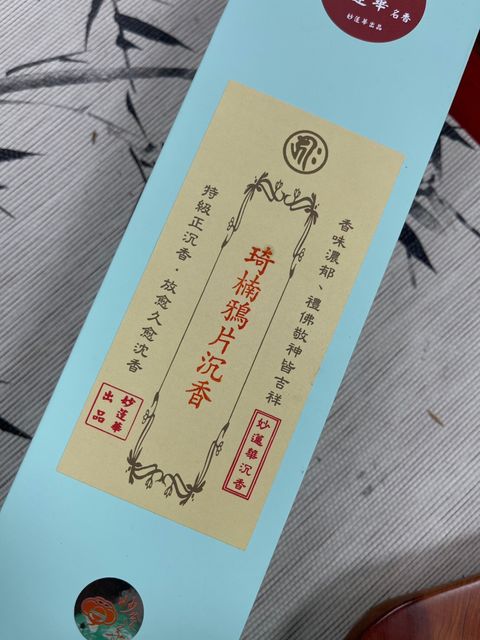 華名香
妙蓮華出品
香味濃郁、禮佛敬神皆吉祥
琦楠鴉片沉香
特級正沉香．放愈久愈沈香
妙蓮華沉香
妙蓮華
出品